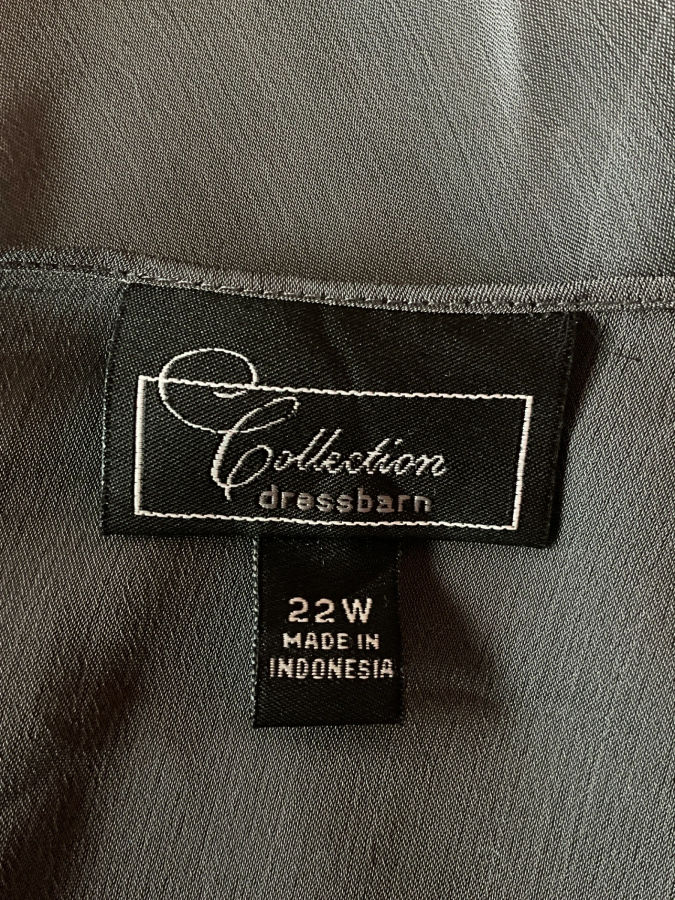 Collection
dressbarn
22W
MADE IN
INDONESIA